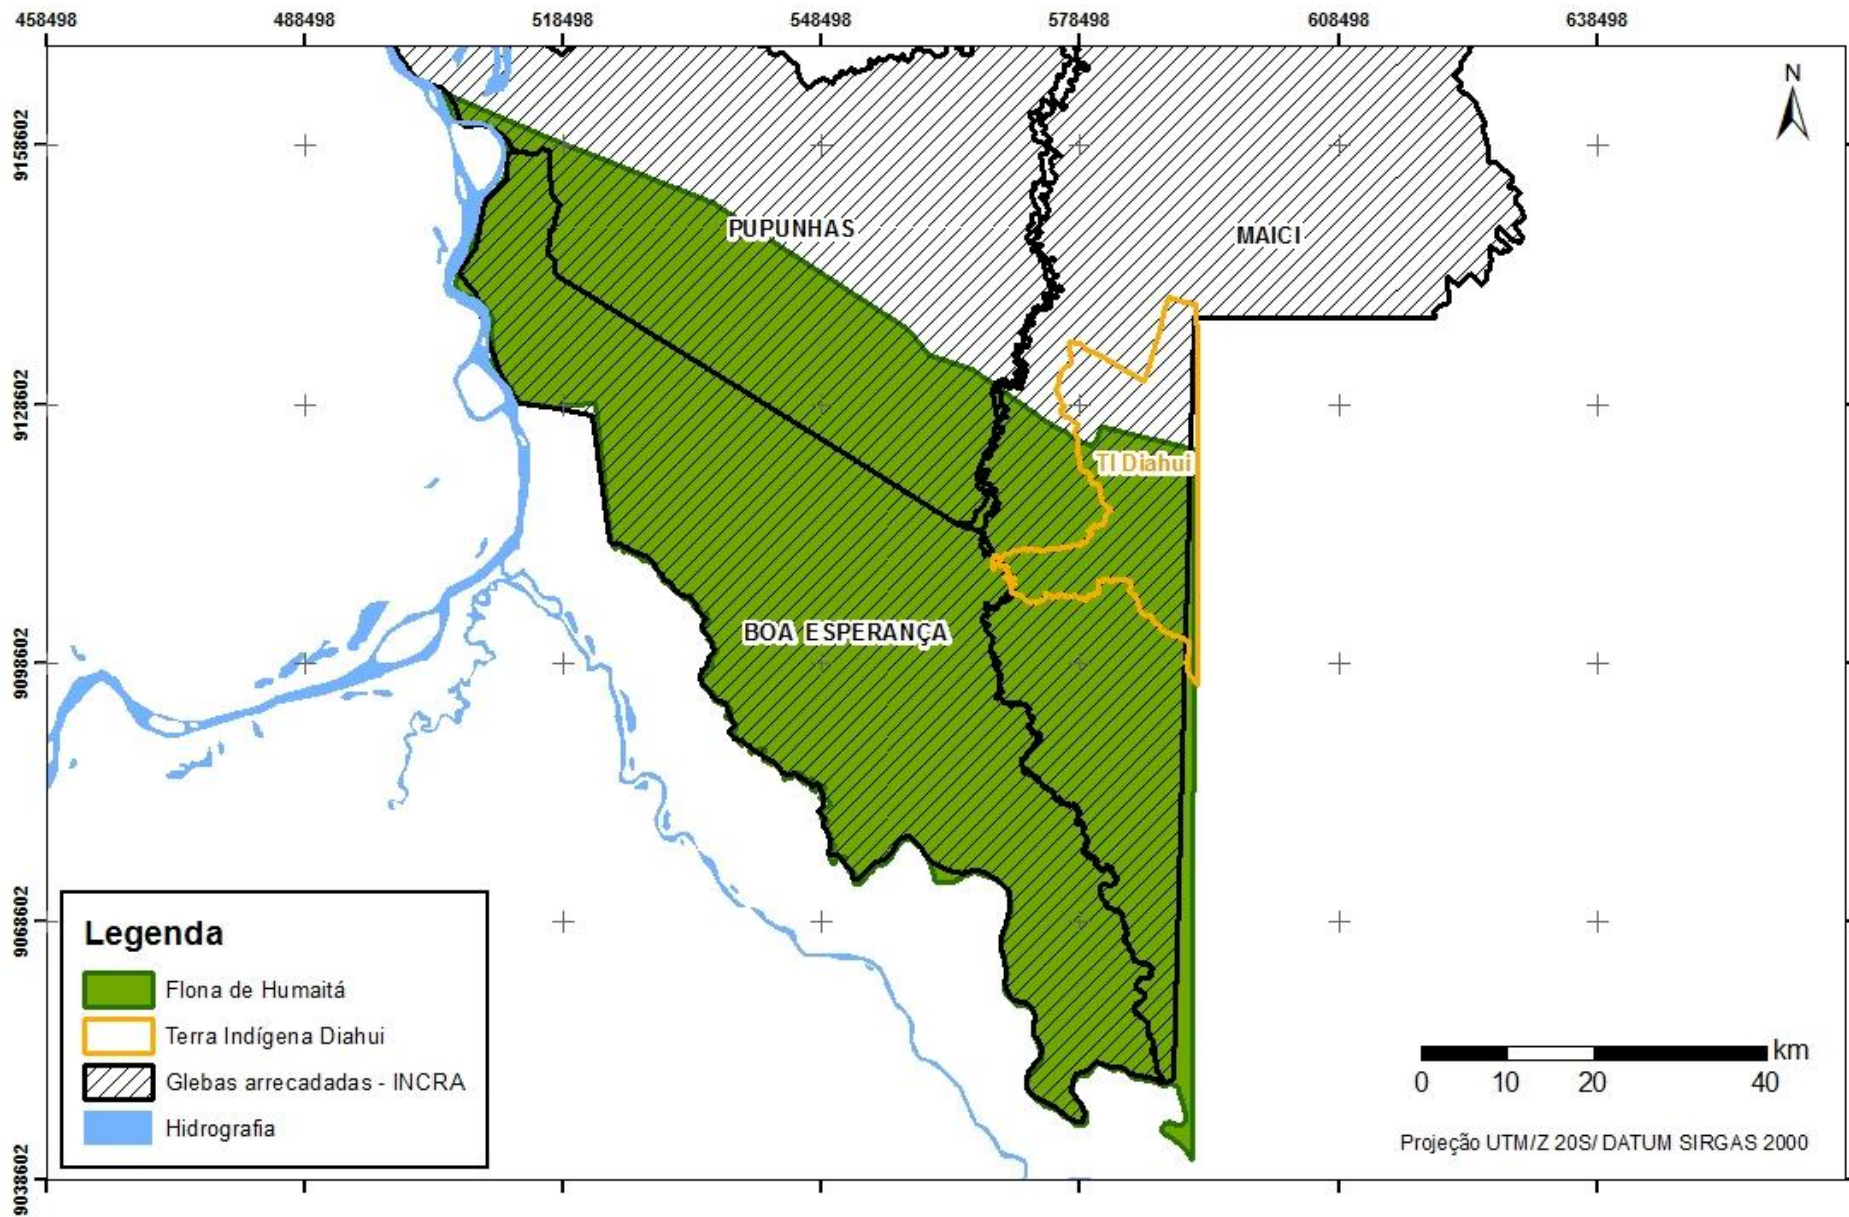 458498 488498 518498 548498 578498 608498 638498
N
9158602
PUPUNHAS
MAICI
9128602
TI Diahui
BOA ESPERANÇA
9098602
9068602
Legenda
Flona de Humaitá
Terra Indígena Diahui
Glebas arrecadadas - INCRA
Hidrografia
km
0 10 20 40
Projeção UTM/Z 20S/ DATUM SIRGAS 2000
9038602